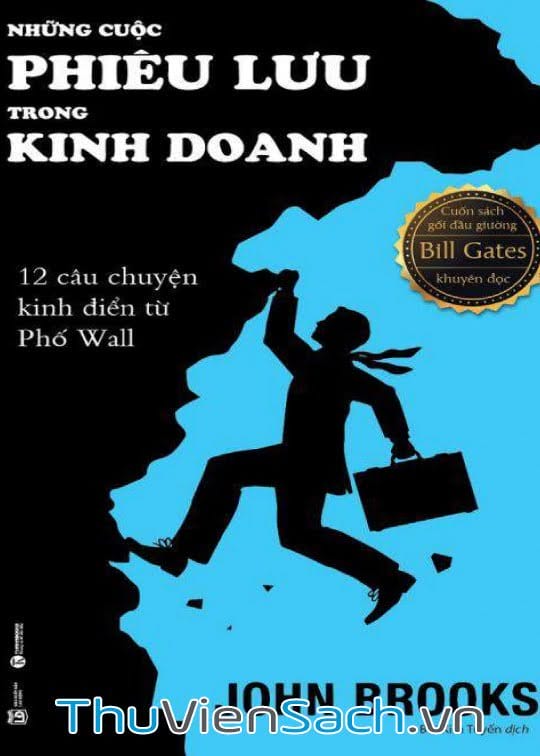 NHỮNG CUỘC
PHIÊU LƯU
TRONG
KINH DOANH
Cuốn sách
gối đầu giường
Bill Gates
khuyên đọc
12 câu chuyện
kinh điển từ
Phố Wall
JOHN BROOKS
ThuVienSach.vn
Tuyến dịch